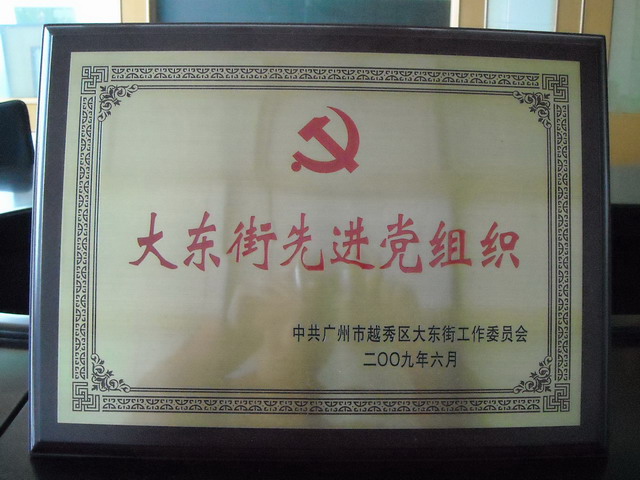 大东街先进党组织
中共广州市越秀区大东街工作委员会
二〇〇九年六月